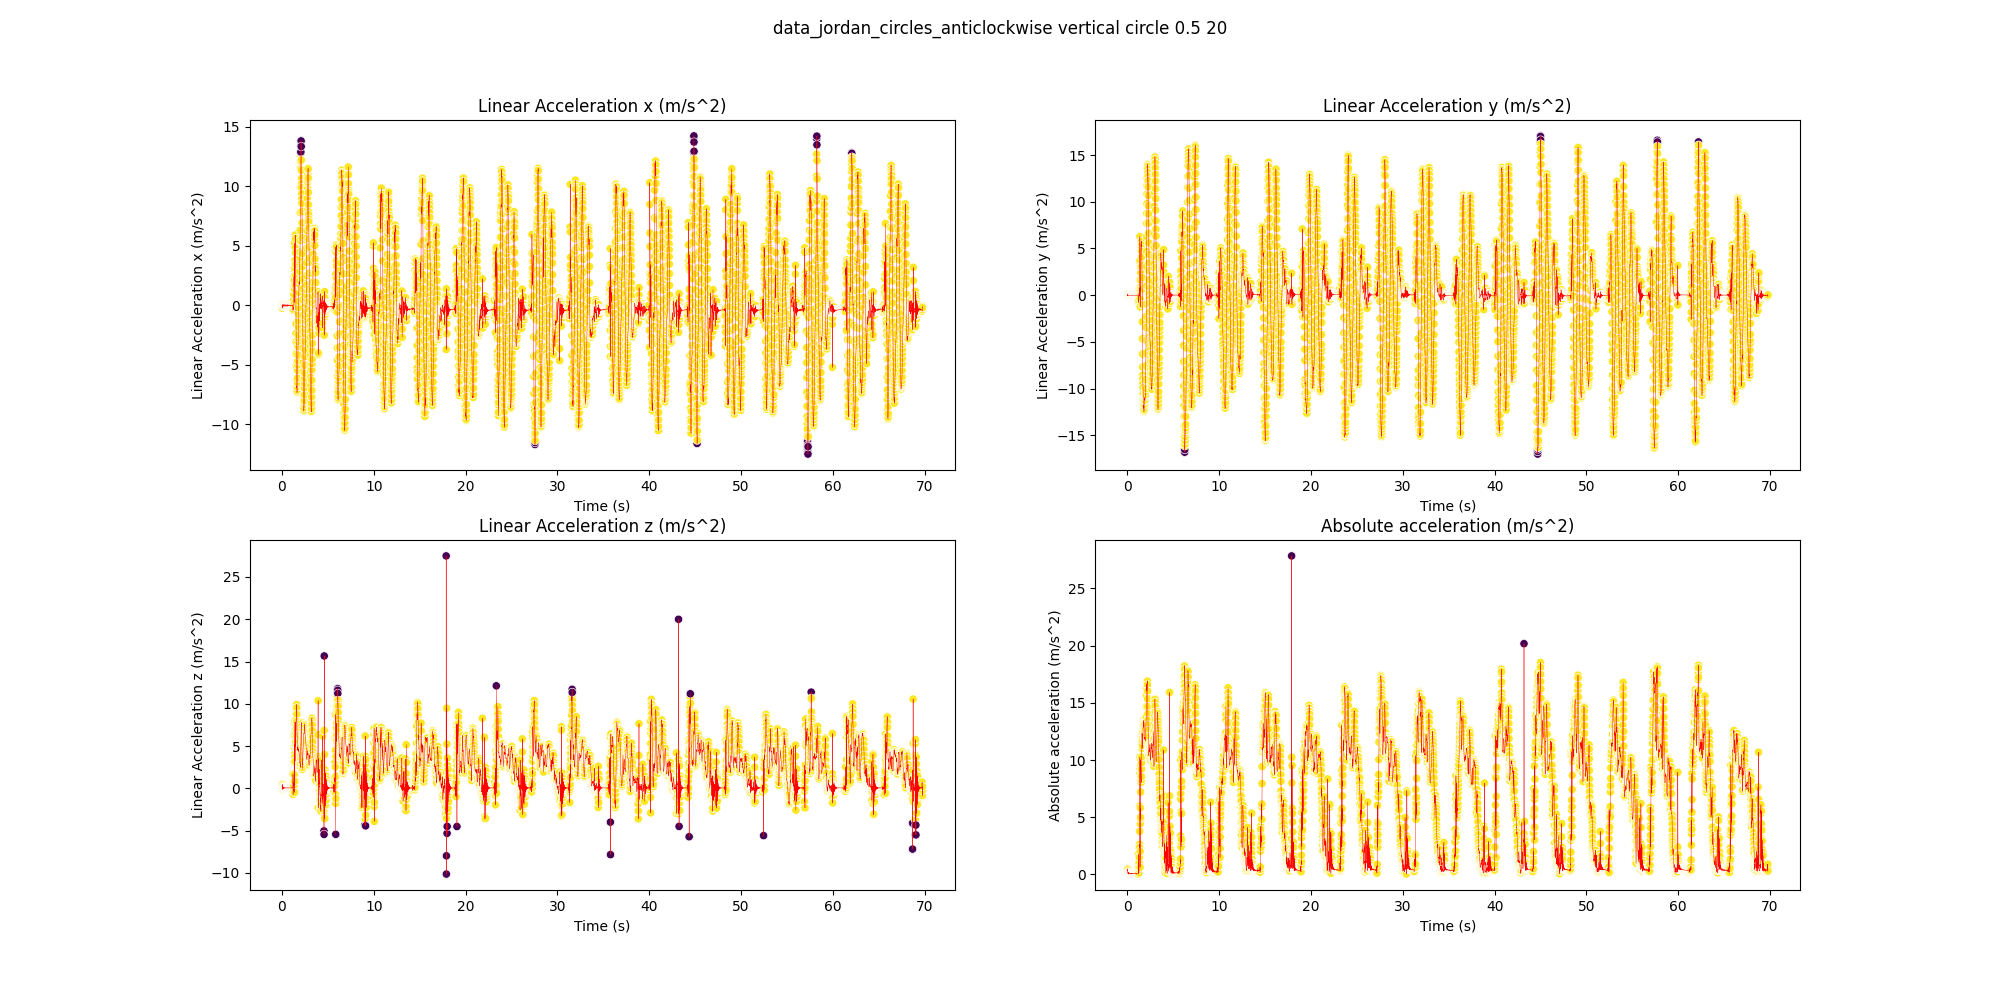 data_jordan_circles_anticlockwise vertical circle 0.5 20
Linear Acceleration x (m/s^2)
Linear Acceleration x (m/s^2)
15
10
5
0
−5
−10
0 10 20 30 40 50 60 70
Time (s)
Linear Acceleration y (m/s^2)
Linear Acceleration y (m/s^2)
15
10
5
0
−5
−10
−15
0 10 20 30 40 50 60 70
Time (s)
Linear Acceleration z (m/s^2)
Linear Acceleration z (m/s^2)
25
20
15
10
5
0
−5
−10
0 10 20 30 40 50 60 70
Time (s)
Absolute acceleration (m/s^2)
Absolute acceleration (m/s^2)
25
20
15
10
5
0
0 10 20 30 40 50 60 70
Time (s)